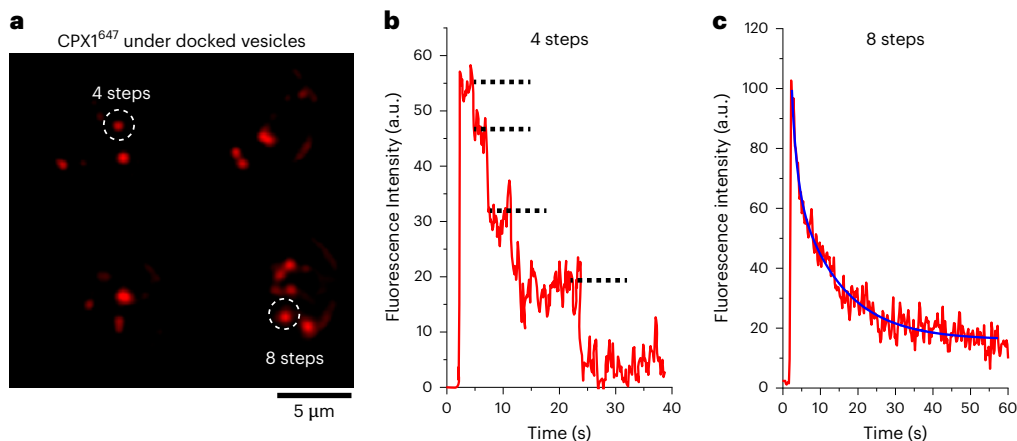 a
CPX1⁶⁴⁷ under docked vesicles
4 steps
8 steps
5 μm
b
4 steps
Fluorescence Intensity (a.u.)
60
50
40
30
20
10
0
0 10 20 30 40
Time (s)
c
8 steps
Fluorescence intensity (a.u.)
120
100
80
60
40
20
0
0 10 20 30 40 50 60
Time (s)